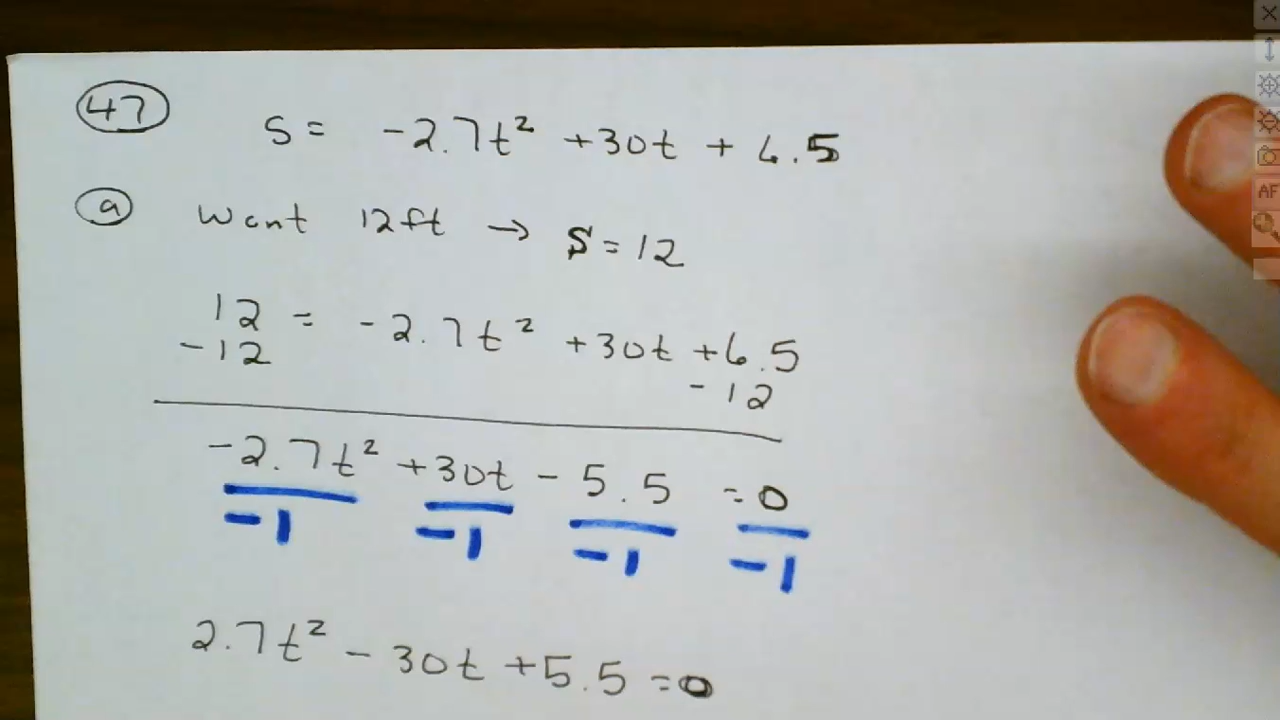 47 S = -2.7t² +30t + 6.5
a Want 12ft → S = 12
12 = -2.7t² +30t +6.5
-12 -12
-2.7t² +30t - 5.5 = 0
-1 -1 -1 -1
2.7t² - 30t +5.5 = 0
AF